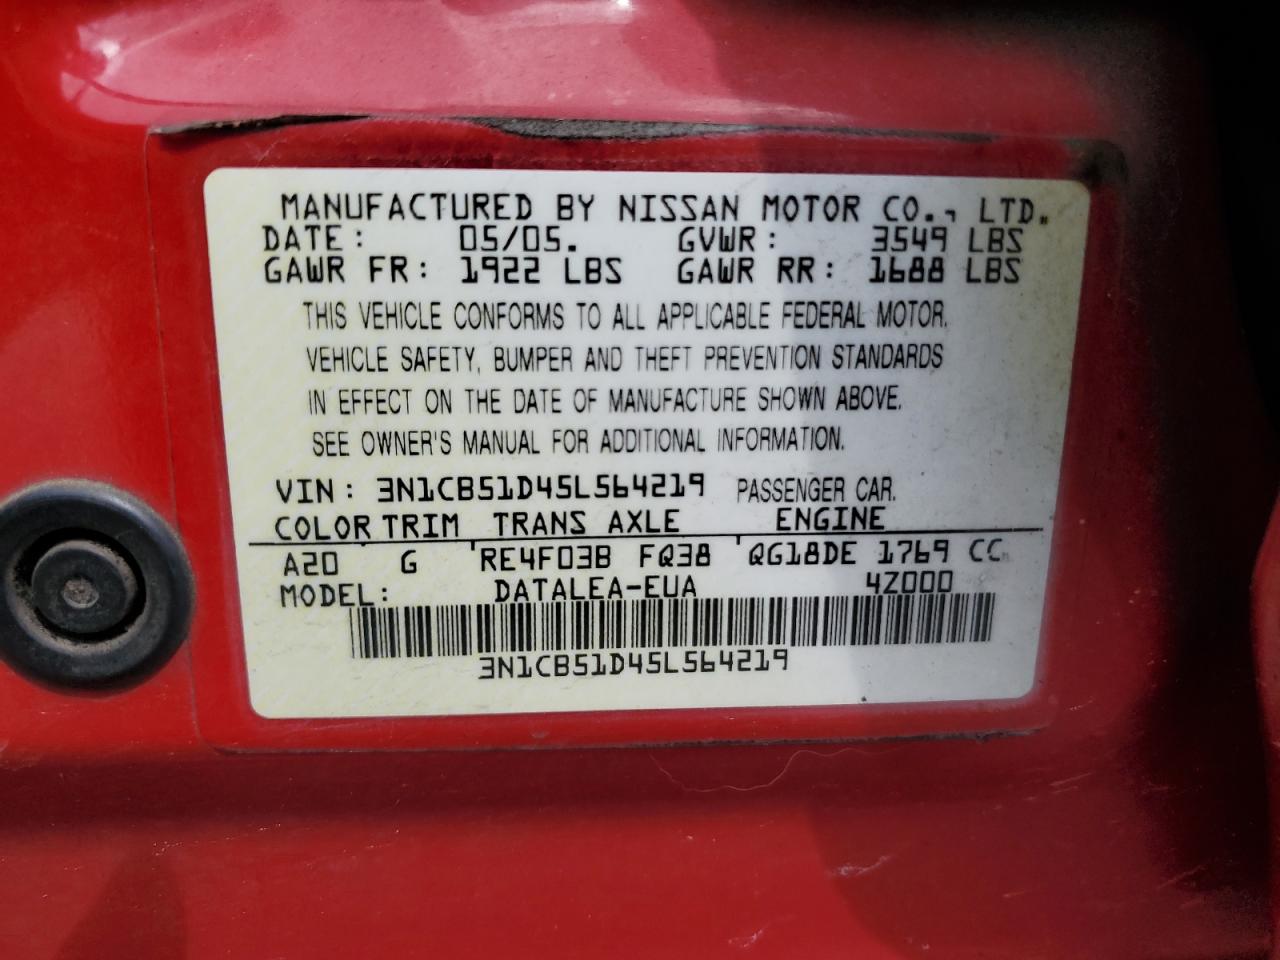 MANUFACTURED BY NISSAN MOTOR CO., LTD.
DATE: 05/05. GVWR: 3549 LBS
GAWR FR: 1922 LBS GAWR RR: 1688 LBS
THIS VEHICLE CONFORMS TO ALL APPLICABLE FEDERAL MOTOR.
VEHICLE SAFETY, BUMPER AND THEFT PREVENTION STANDARDS
IN EFFECT ON THE DATE OF MANUFACTURE SHOWN ABOVE.
SEE OWNER'S MANUAL FOR ADDITIONAL INFORMATION.
VIN: 3N1CB51D45L564219 PASSENGER CAR.
COLOR TRIM TRANS AXLE ENGINE
A20 G RE4F03B FQ38 QG18DE 1769 CC
MODEL: DATALEA-EUA 4Z000
3N1CB51D45L564219